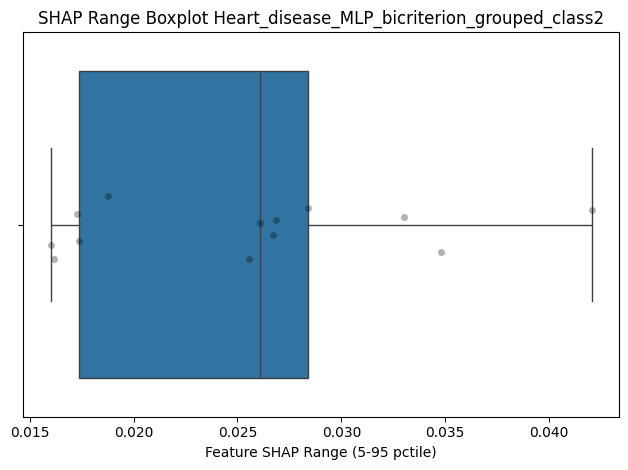 SHAP Range Boxplot Heart_disease_MLP_bicriterion_grouped_class2
0.015 0.020 0.025 0.030 0.035 0.040
Feature SHAP Range (5-95 pctile)